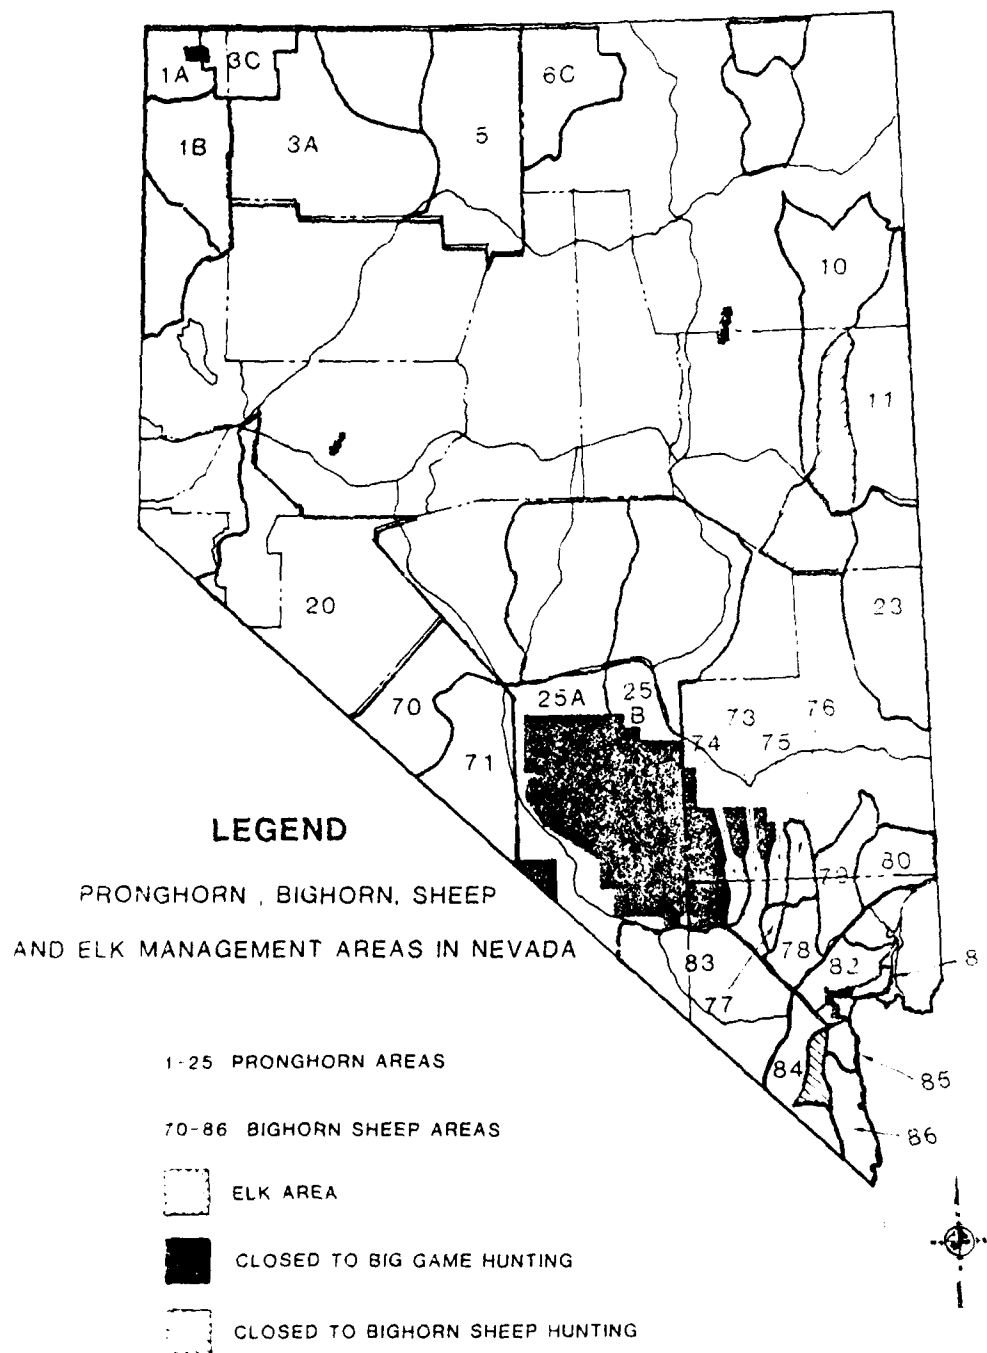 1A
3C
6C
1B
3A
5
10
11
20
23
25A
25
B
70
76
73
74
75
71
LEGEND
80
79
PRONGHORN , BIGHORN, SHEEP
AND ELK MANAGEMENT AREAS IN NEVADA
83
78
82
8
77
1-25 PRONGHORN AREAS
84
85
70-86 BIGHORN SHEEP AREAS
86
ELK AREA
CLOSED TO BIG GAME HUNTING
CLOSED TO BIGHORN SHEEP HUNTING